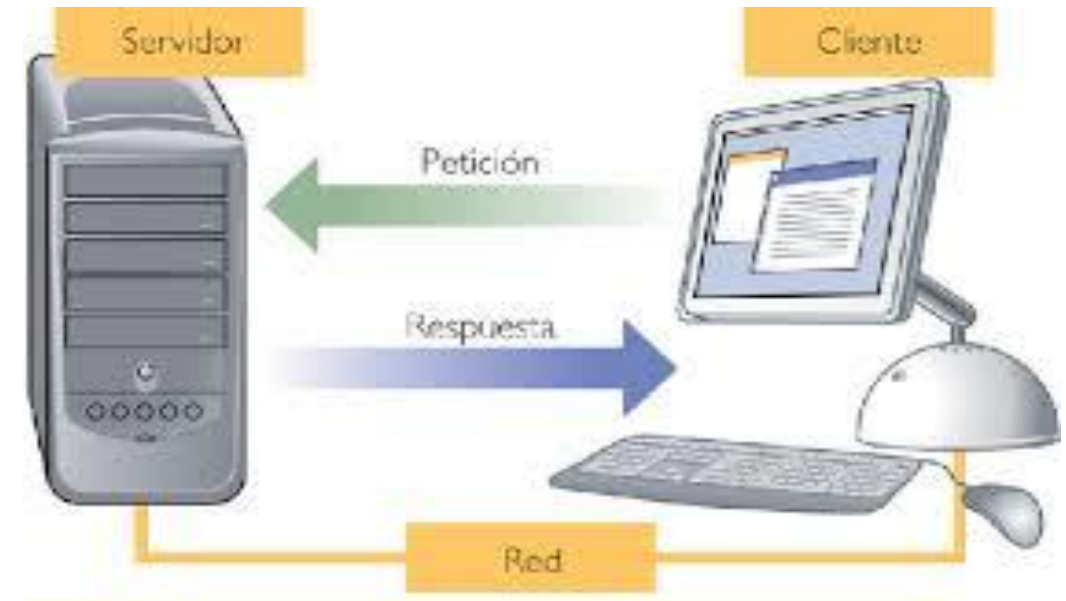 Servidor
Cliente
Petición
Respuesta
Red